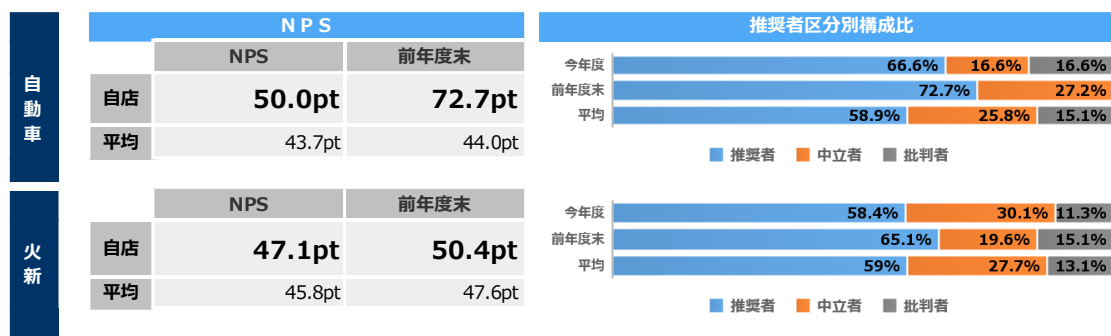 自動車
NPS
NPS 前年度末
自店 50.0pt 72.7pt
平均 43.7pt 44.0pt
推奨者区分別構成比
今年度 66.6% 16.6% 16.6%
前年度末 72.7% 27.2%
平均 58.9% 25.8% 15.1%
推奨者 中立者 批判者
火新
NPS 前年度末
自店 47.1pt 50.4pt
平均 45.8pt 47.6pt
今年度 58.4% 30.1% 11.3%
前年度末 65.1% 19.6% 15.1%
平均 59% 27.7% 13.1%
推奨者 中立者 批判者